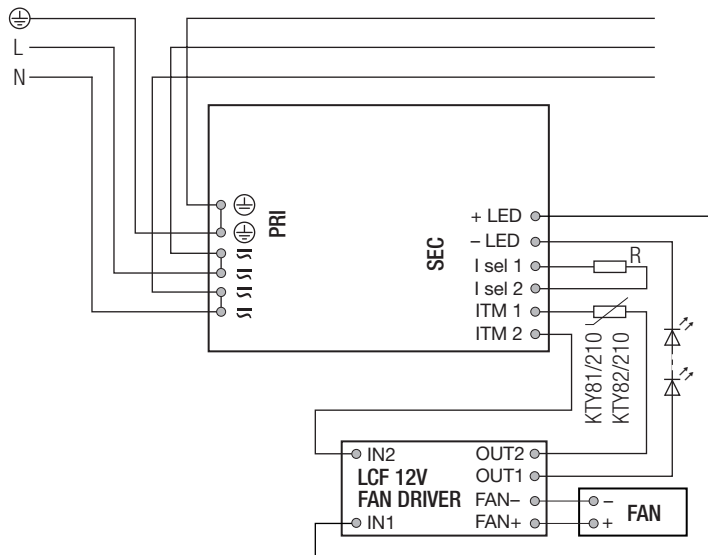 L
N
PRI
SEC
+ LED
– LED
I sel 1
I sel 2
ITM 1
ITM 2
R
KTY81/210
KTY82/210
IN2
LCF 12V
FAN DRIVER
IN1
OUT2
OUT1
FAN–
FAN+
–
+
FAN